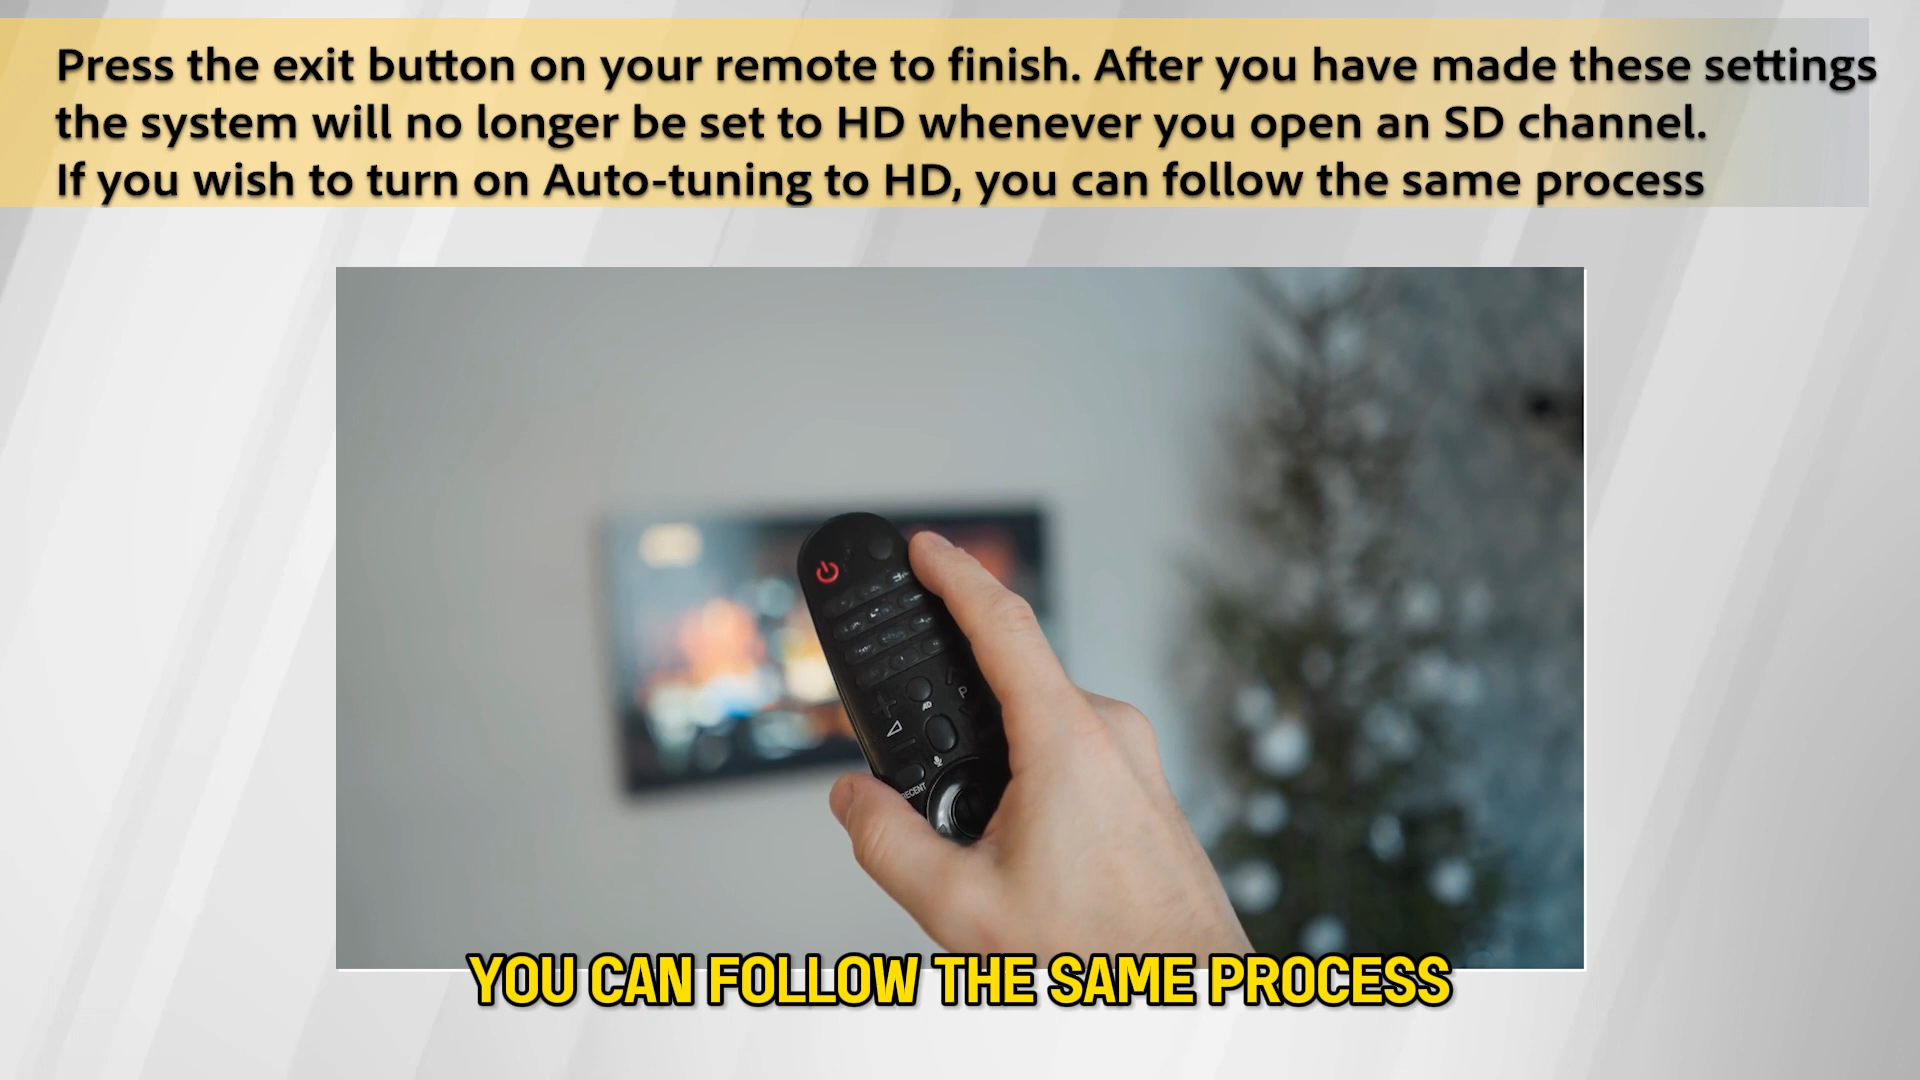 Press the exit button on your remote to finish. After you have made these settings
the system will no longer be set to HD whenever you open an SD channel.
If you wish to turn on Auto-tuning to HD, you can follow the same process
P
AD
RECENT
YOU CAN FOLLOW THE SAME PROCESS